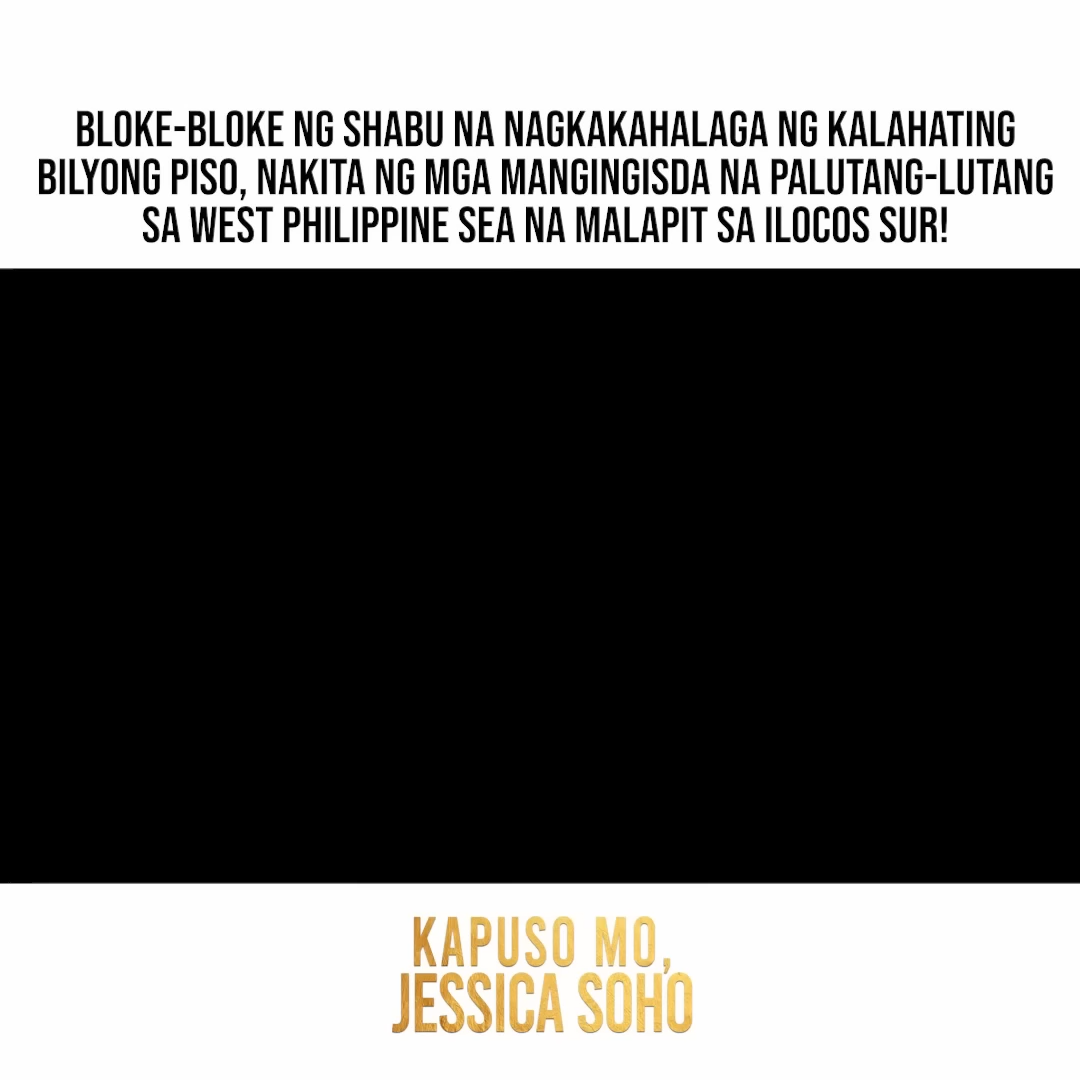 BLOKE-BLOKE NG SHABU NA NAGKAKAHALAGA NG KALAHATING
BILYONG PISO, NAKITA NG MGA MANGINGISDA NA PALUTANG-LUTANG
SA WEST PHILIPPINE SEA NA MALAPIT SA ILOCOS SUR!
KAPUSO MO,
JESSICA SOHO